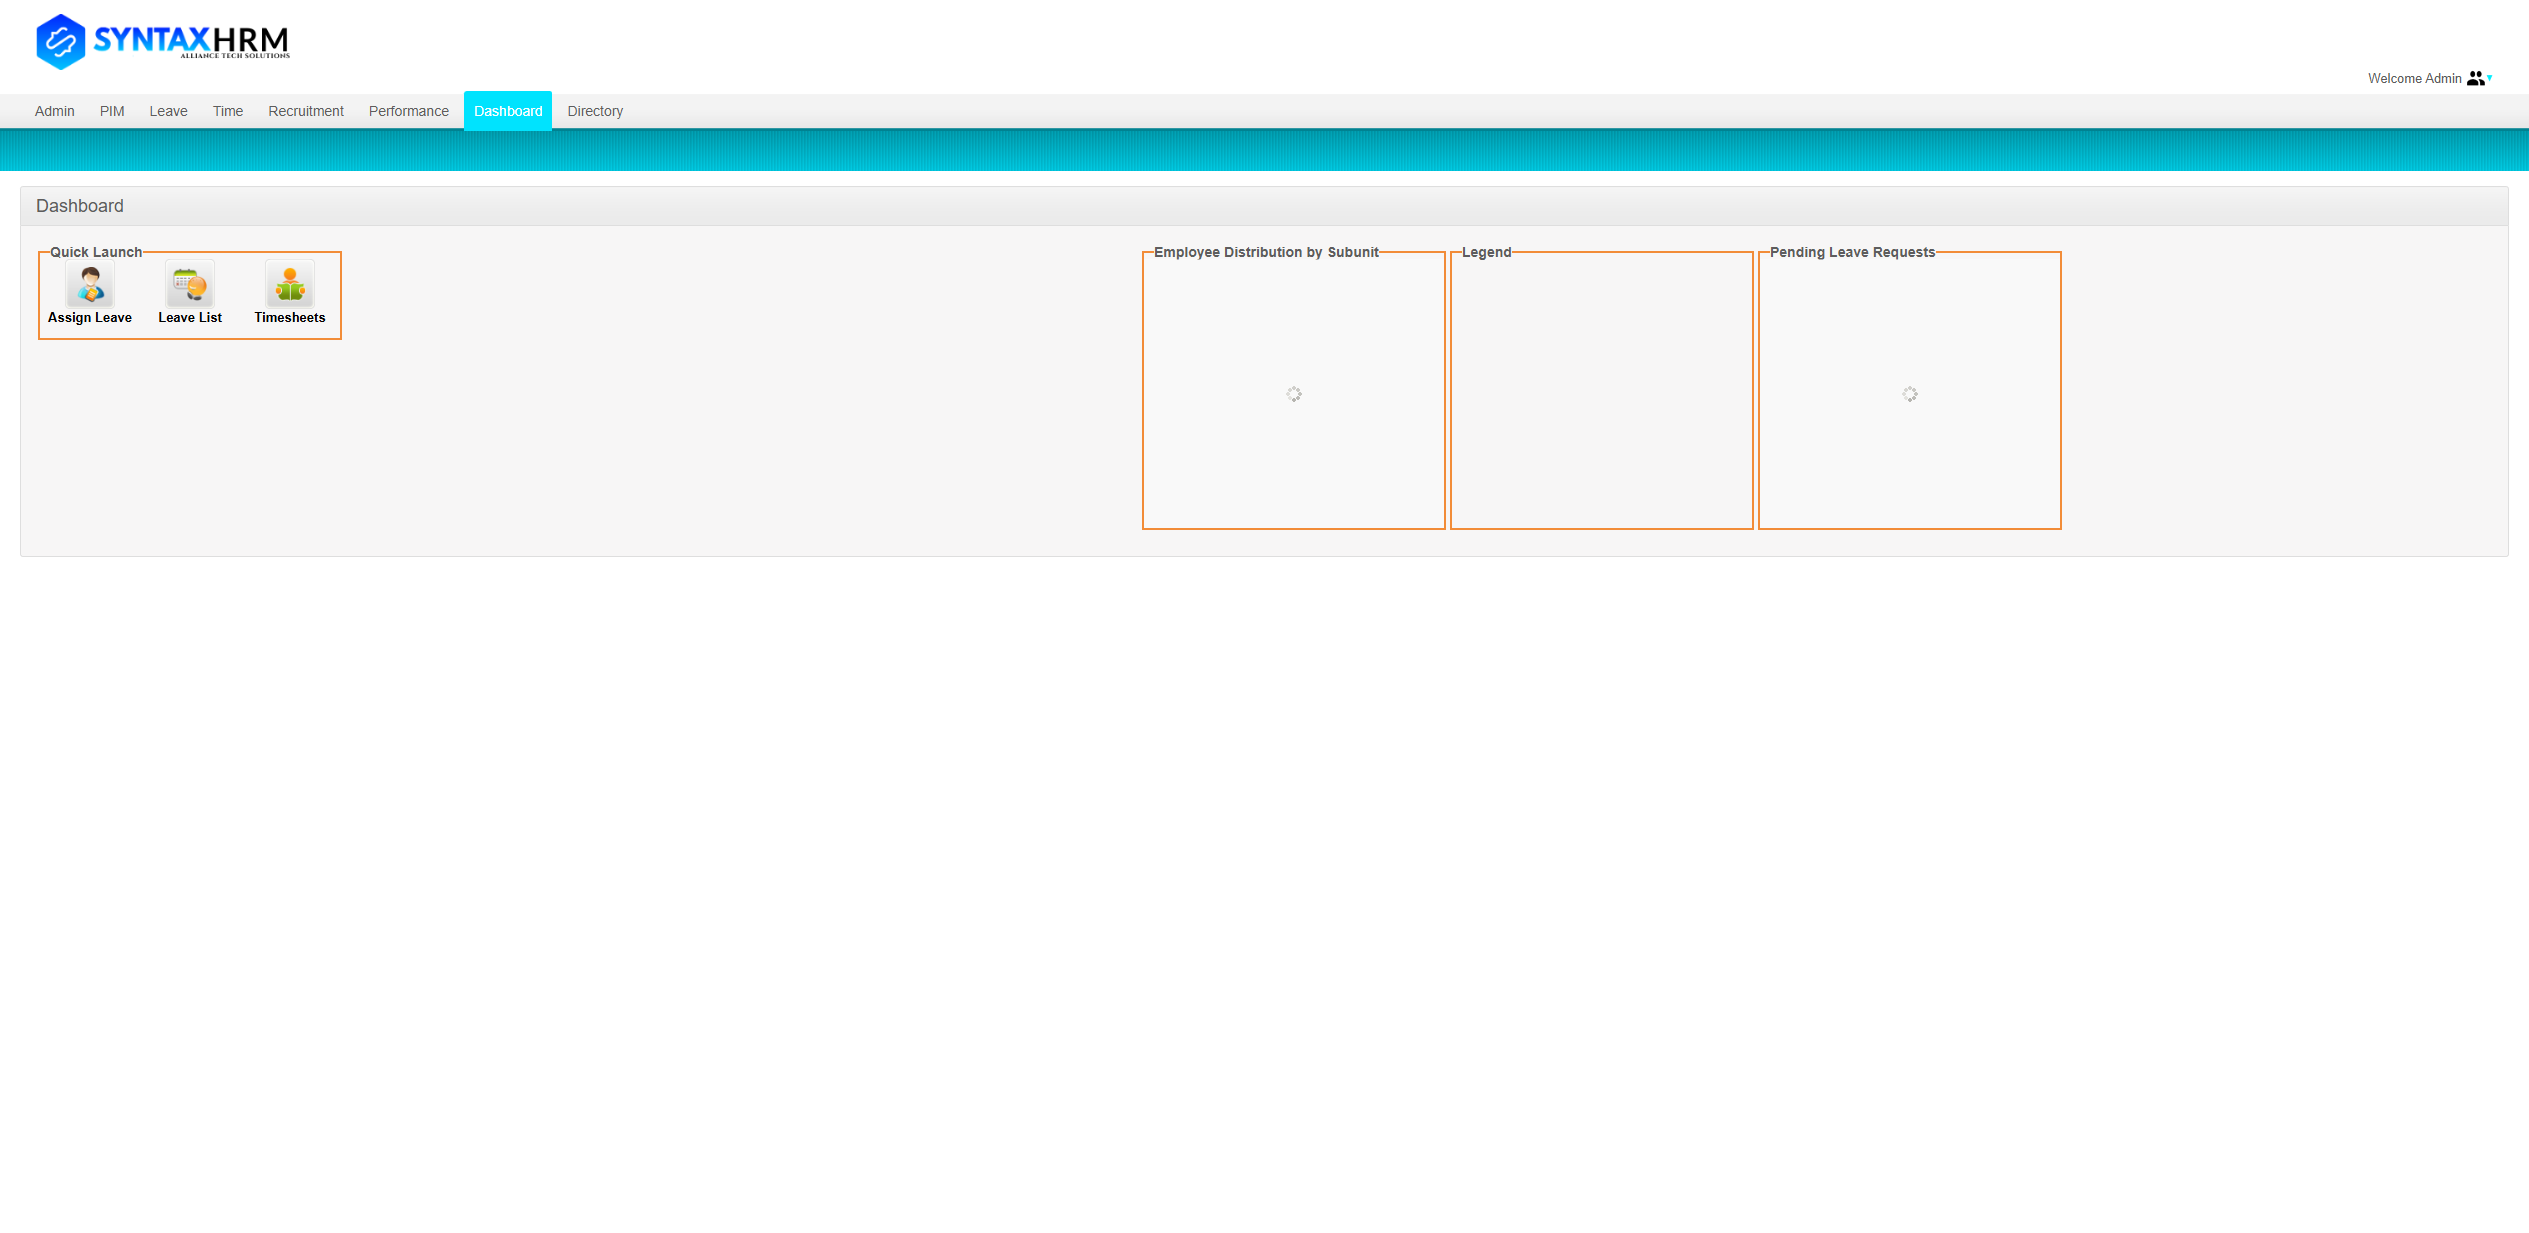 SYNTAXHRM
ALLIANCE TECH SOLUTIONS
Welcome Admin
Admin PIM Leave Time Recruitment Performance Dashboard Directory
Dashboard
Quick Launch
Assign Leave Leave List Timesheets
Employee Distribution by Subunit
Legend
Pending Leave Requests